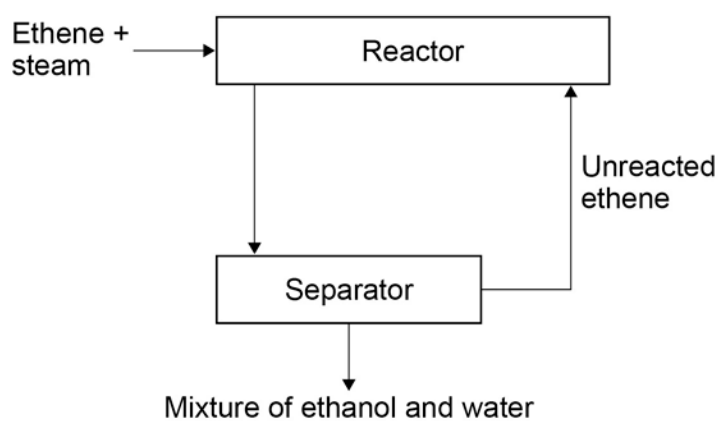 Ethene +
steam
Reactor
Unreacted
ethene
Separator
Mixture of ethanol and water